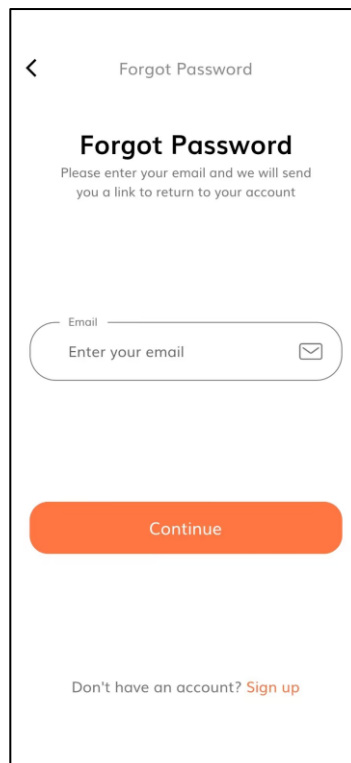 Forgot Password
Forgot Password
Please enter your email and we will send
you a link to return to your account
Email
Enter your email
Continue
Don't have an account? Sign up